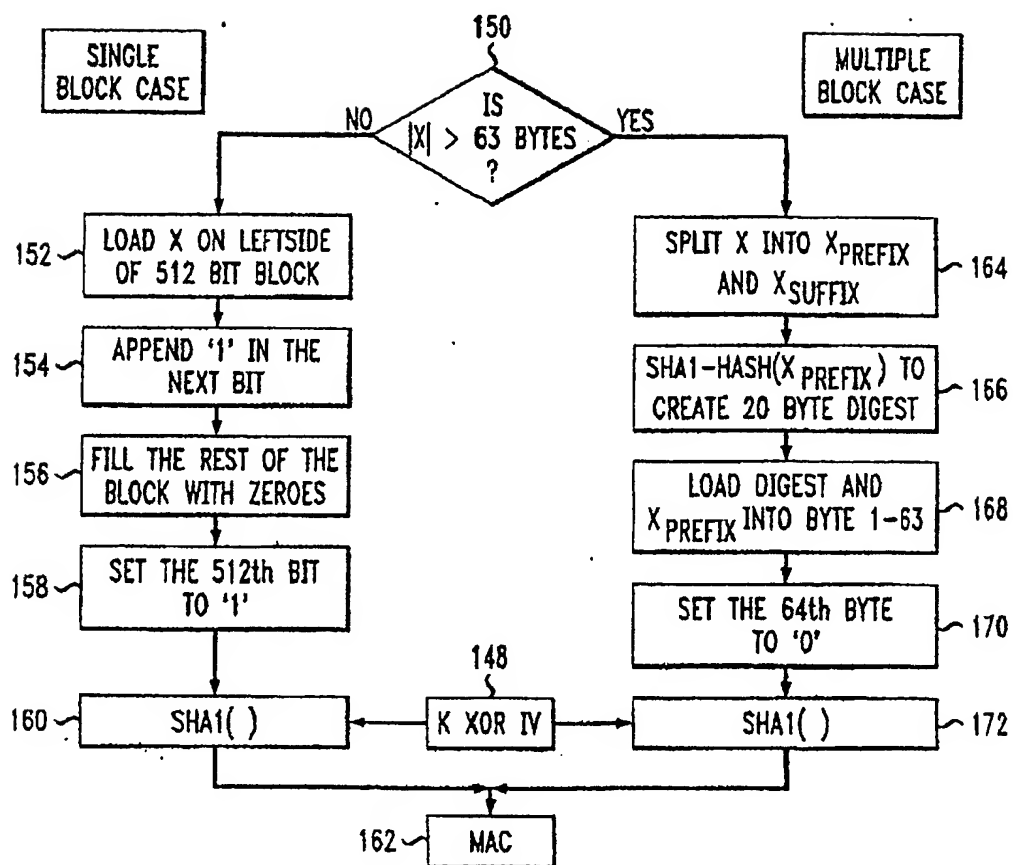 150
SINGLE
BLOCK CASE
MULTIPLE
BLOCK CASE
NO
IS
|X| > 63 BYTES
?
YES
152
LOAD X ON LEFTSIDE
OF 512 BIT BLOCK
154
APPEND '1' IN THE
NEXT BIT
156
FILL THE REST OF THE
BLOCK WITH ZEROES
158
SET THE 512th BIT
TO '1'
160
SHA1( )
SPLIT X INTO XPREFIX
AND XSUFFIX
164
SHA1-HASH(XPREFIX) TO
CREATE 20 BYTE DIGEST
166
LOAD DIGEST AND
XPREFIX INTO BYTE 1-63
168
SET THE 64th BYTE
TO '0'
170
148
K XOR IV
SHA1( )
172
162
MAC